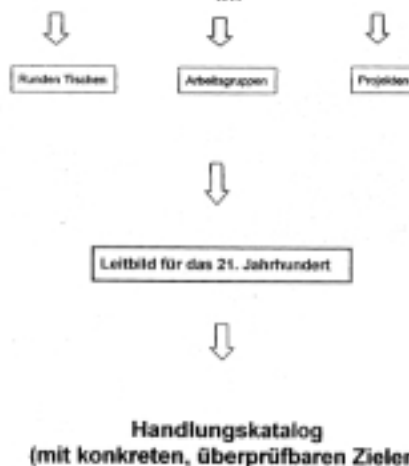 Runden Tischen
Arbeitsgruppen
Projekten
Leitbild für das 21. Jahrhundert
Handlungskatalog
(mit konkreten, überprüfbaren Zielen